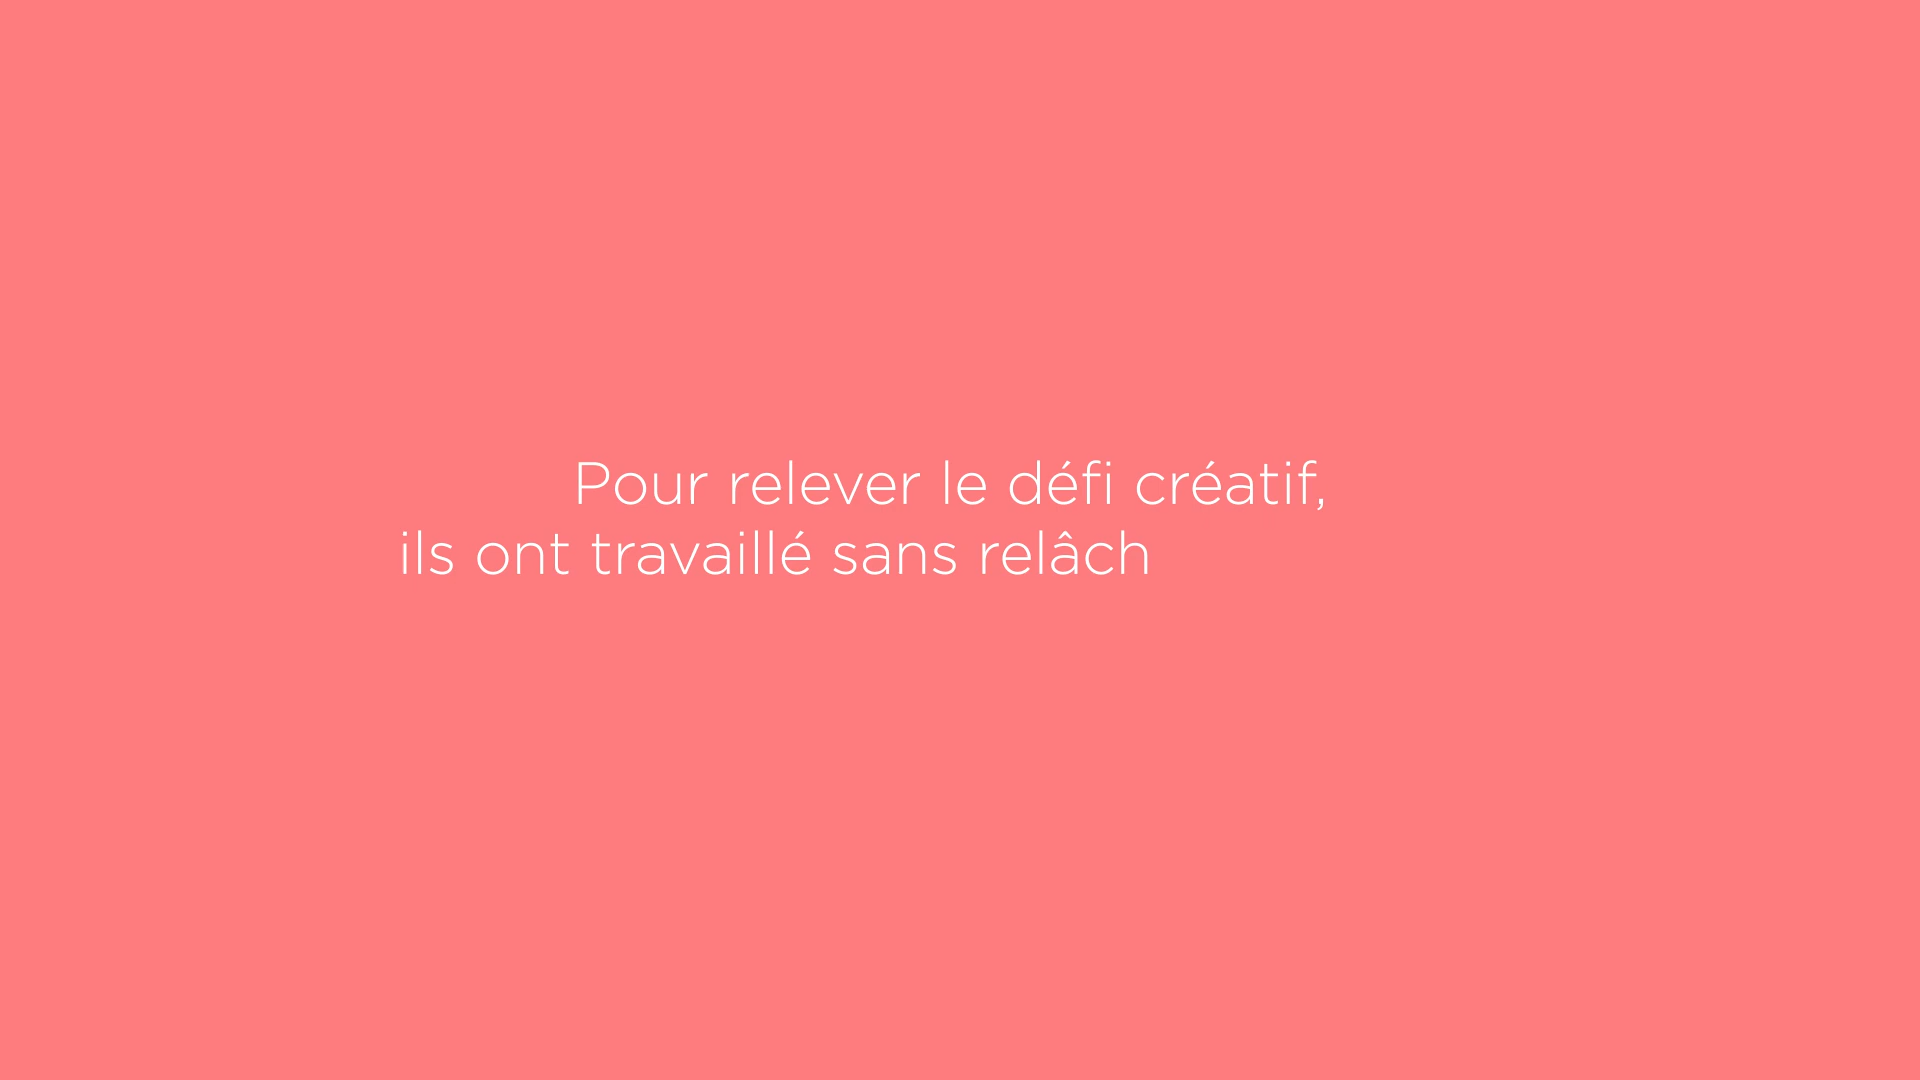 Pour relever le défi créatif,
ils ont travaillé sans relâch